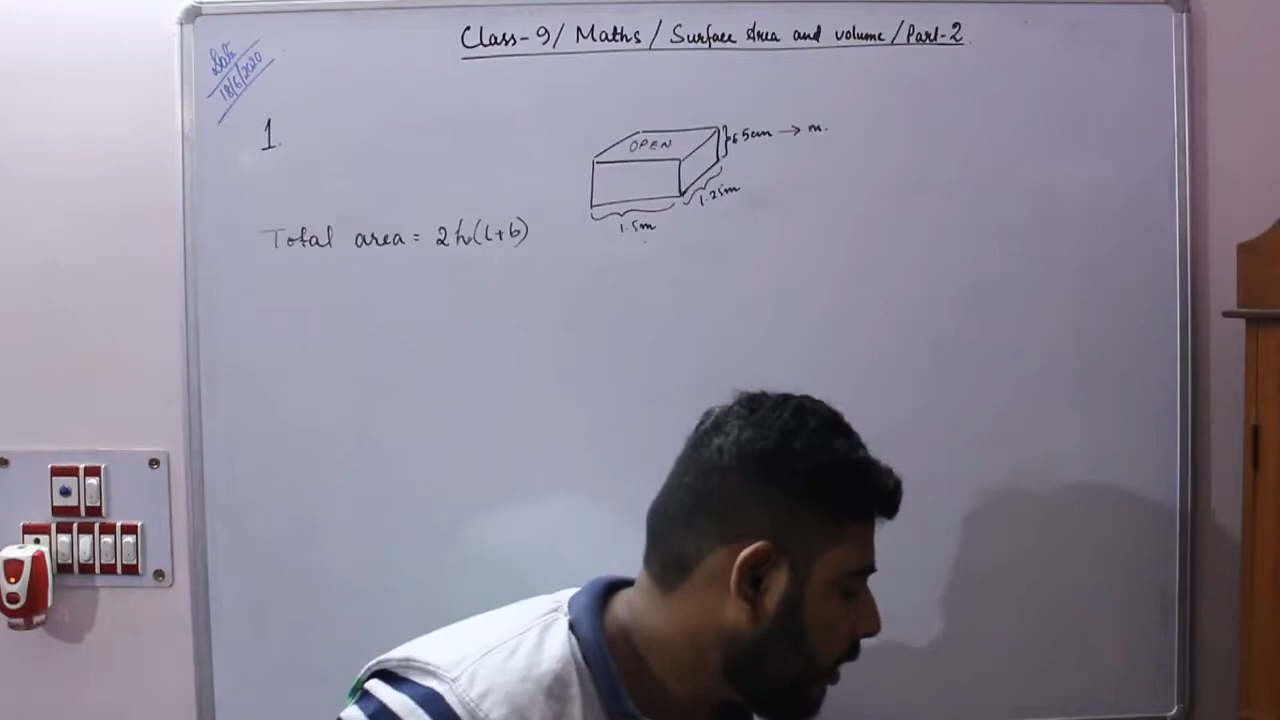 Class-9/ Maths / Surface Area and volume / Part-2
Date
18/6/2020
1.
OPEN
65cm → m.
1.25m
1.5m
Total area = 2h(l+b)